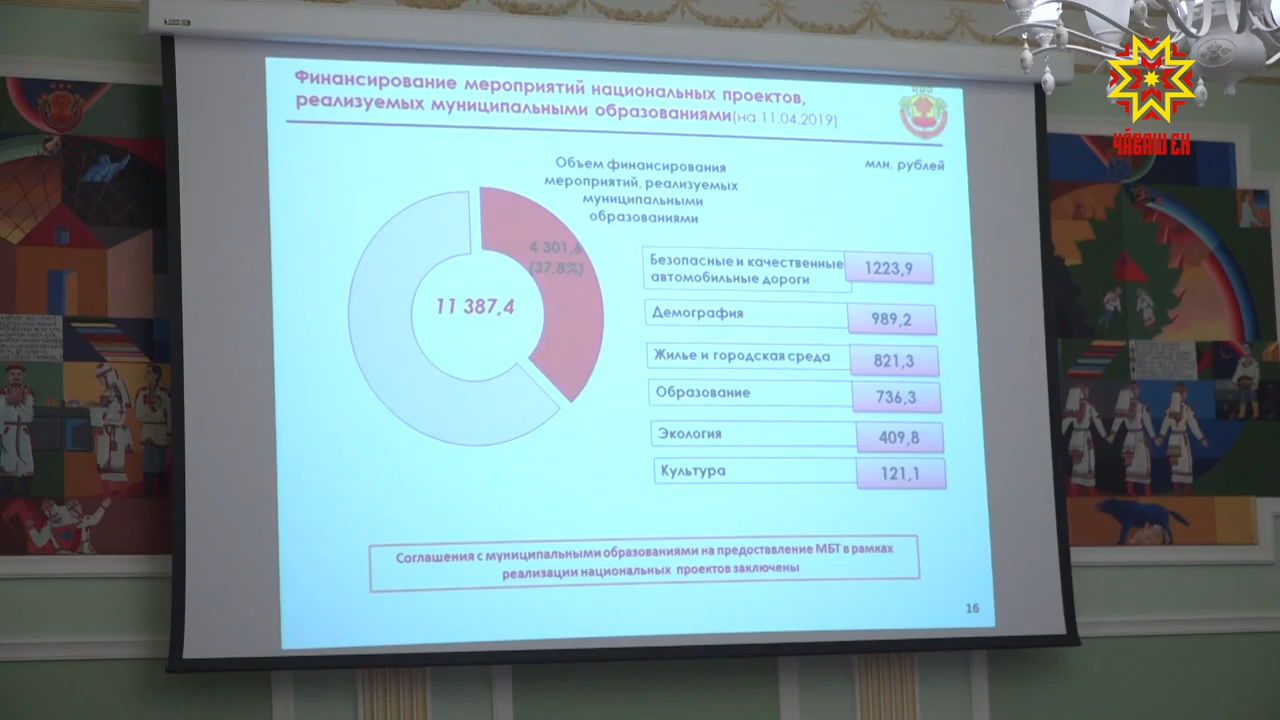 Финансирование мероприятий национальных проектов,
реализуемых муниципальными образованиями(на 11.04.2019)
ЧӐВАШ ЕН
млн. рублей
Объем финансирования
мероприятий, реализуемых
муниципальными
образованиями
4 301,6
(37,8%)
11 387,4
Безопасные и качественные
автомобильные дороги
1223,9
Демография
989,2
Жилье и городская среда
821,3
Образование
736,3
Экология
409,8
Культура
121,1
Соглашения с муниципальными образованиями на предоставление МБТ в рамках
реализации национальных проектов заключены
16